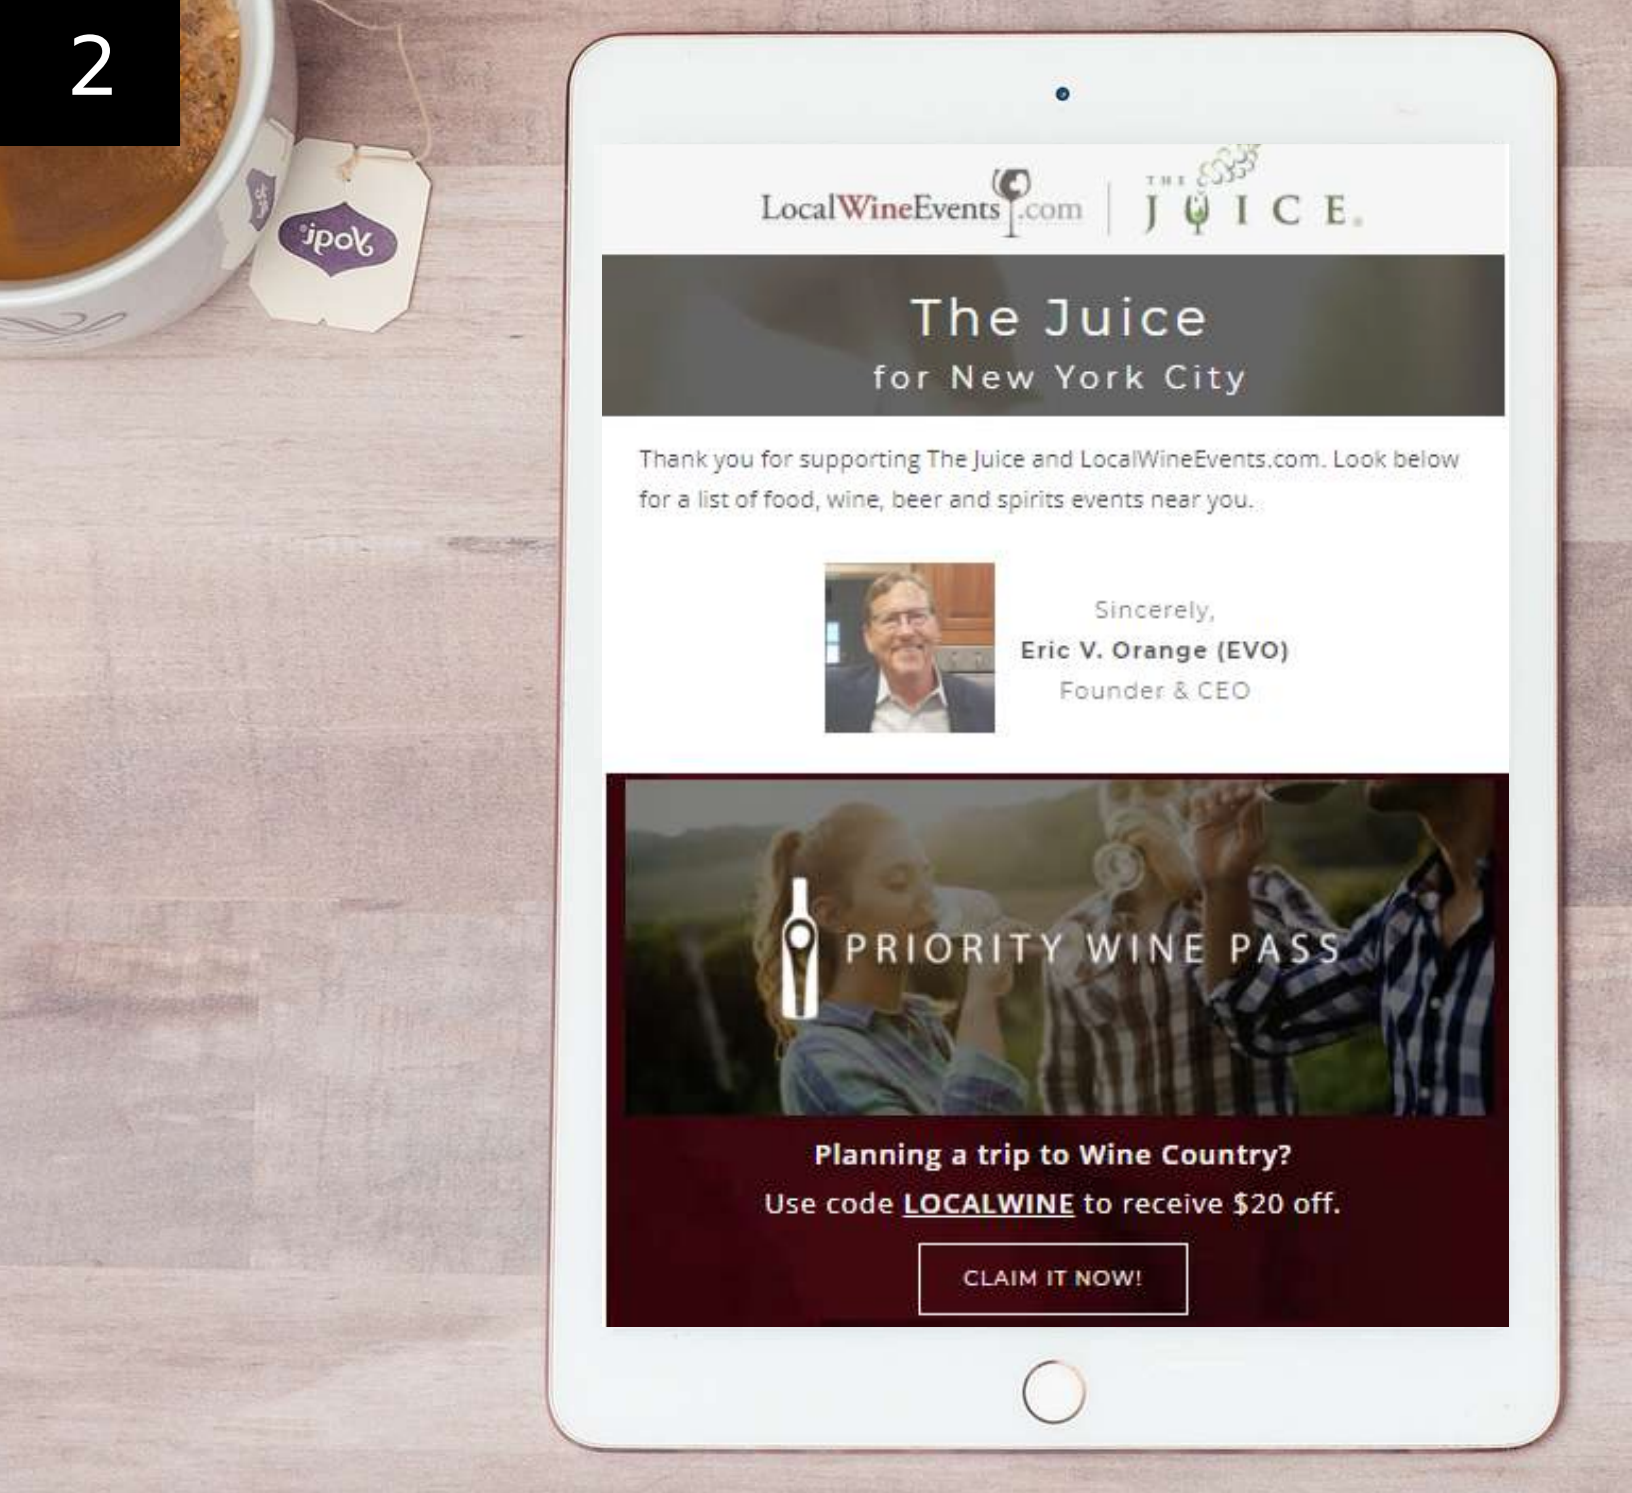 2
Yogi
LocalWineEvents.com
THE
JUICE
The Juice
for New York City
Thank you for supporting The Juice and LocalWineEvents.com. Look below
for a list of food, wine, beer and spirits events near you.
Sincerely,
Eric V. Orange (EVO)
Founder & CEO
PRIORITY WINE PASS
Planning a trip to Wine Country?
Use code LOCALWINE to receive $20 off.
CLAIM IT NOW!